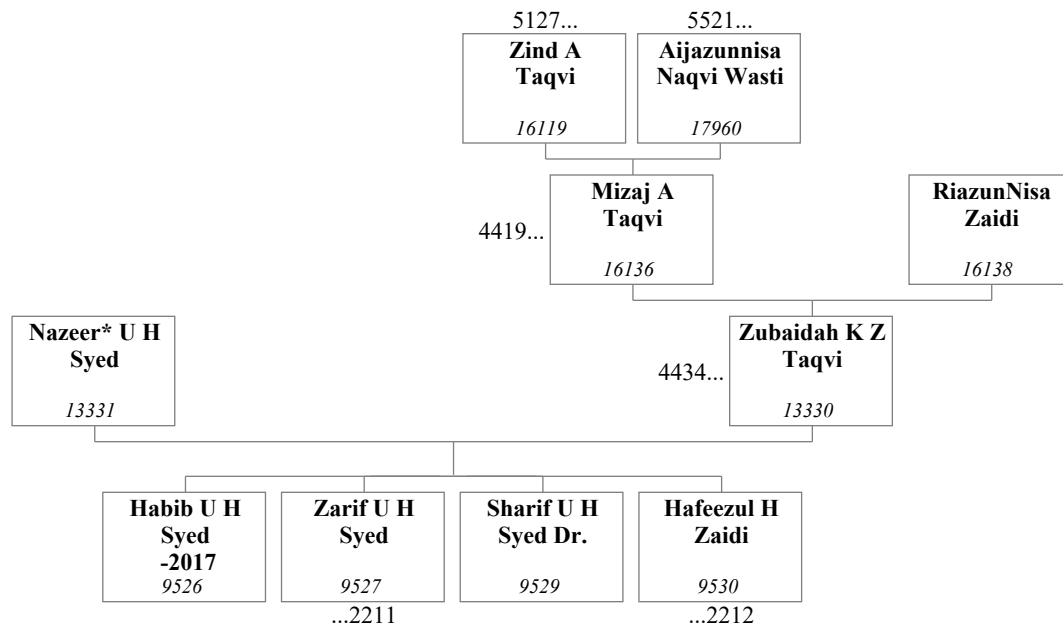 5127...
5521...
Zind A
Taqvi
16119
Aijazunnisa
Naqvi Wasti
17960
4419...
Mizaj A
Taqvi
16136
RiazunNisa
Zaidi
16138
Nazeer* U H
Syed
13331
4434...
Zubaidah K Z
Taqvi
13330
Habib U H
Syed
-2017
9526
Zarif U H
Syed
9527
...2211
Sharif U H
Syed Dr.
9529
Hafeezul H
Zaidi
9530
...2212